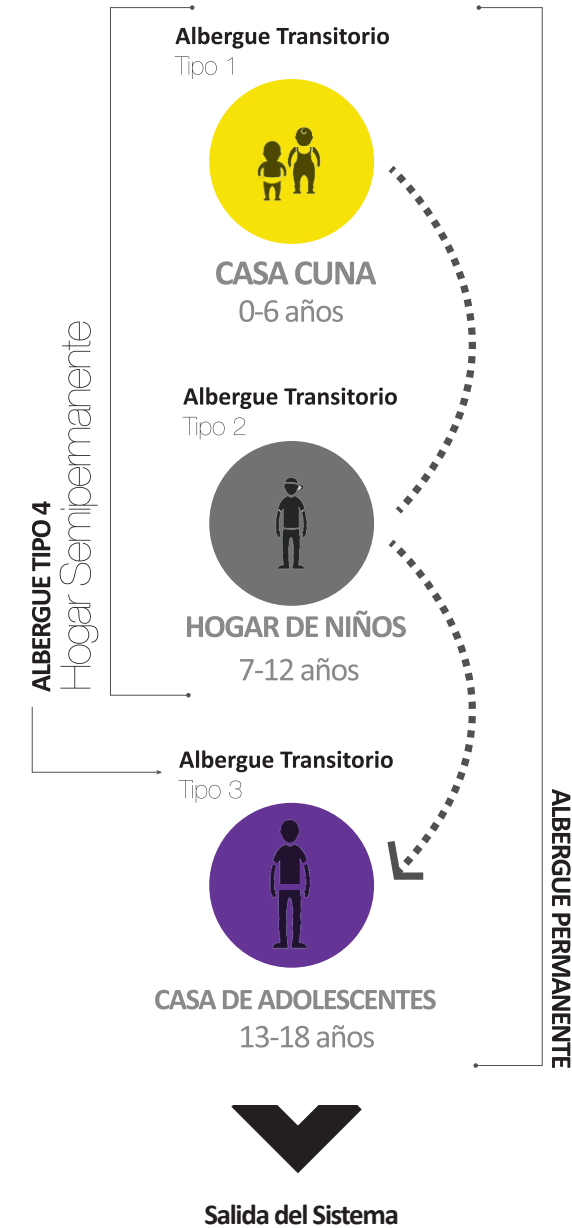 Albergue Transitorio
Tipo 1
CASA CUNA
0-6 años
Albergue Transitorio
Tipo 2
HOGAR DE NIÑOS
7-12 años
ALBERGUE TIPO 4
Hogar Semipermanente
Albergue Transitorio
Tipo 3
CASA DE ADOLESCENTES
13-18 años
ALBERGUE PERMANENTE
Salida del Sistema